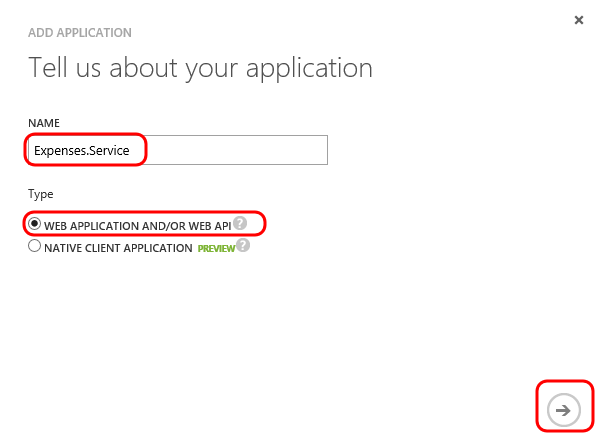 ADD APPLICATION
Tell us about your application
NAME
Expenses.Service
Type
WEB APPLICATION AND/OR WEB API ?
NATIVE CLIENT APPLICATION PREVIEW ?